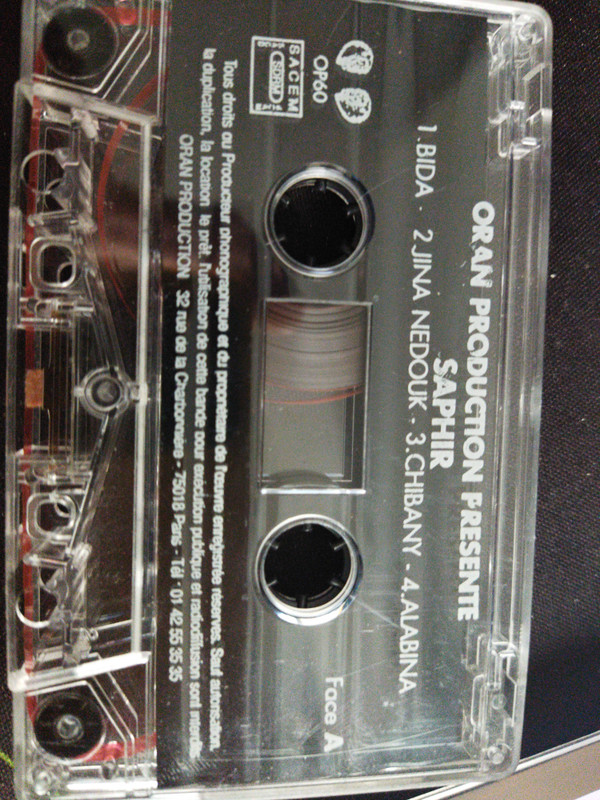 ORAN PRODUCTION PRESENTE
SAPHIR
1.BIDA - 2.JINA NEDOUK - 3.CHIBANY - 4.ALABINA
OP60
SACEM
SDRM
Face A
Tous droits du Producteur phonographique et du propriétaire de l'œuvre enregistrée réservés. Sauf autorisation,
la duplication, la location le prêt, l'utilisation de cette bande pour exécution publique et radiodiffusion sont interdits
ORAN PRODUCTION 32 rue de la Charbonnière - 75018 Paris - Tél : 01 42 55 35 35